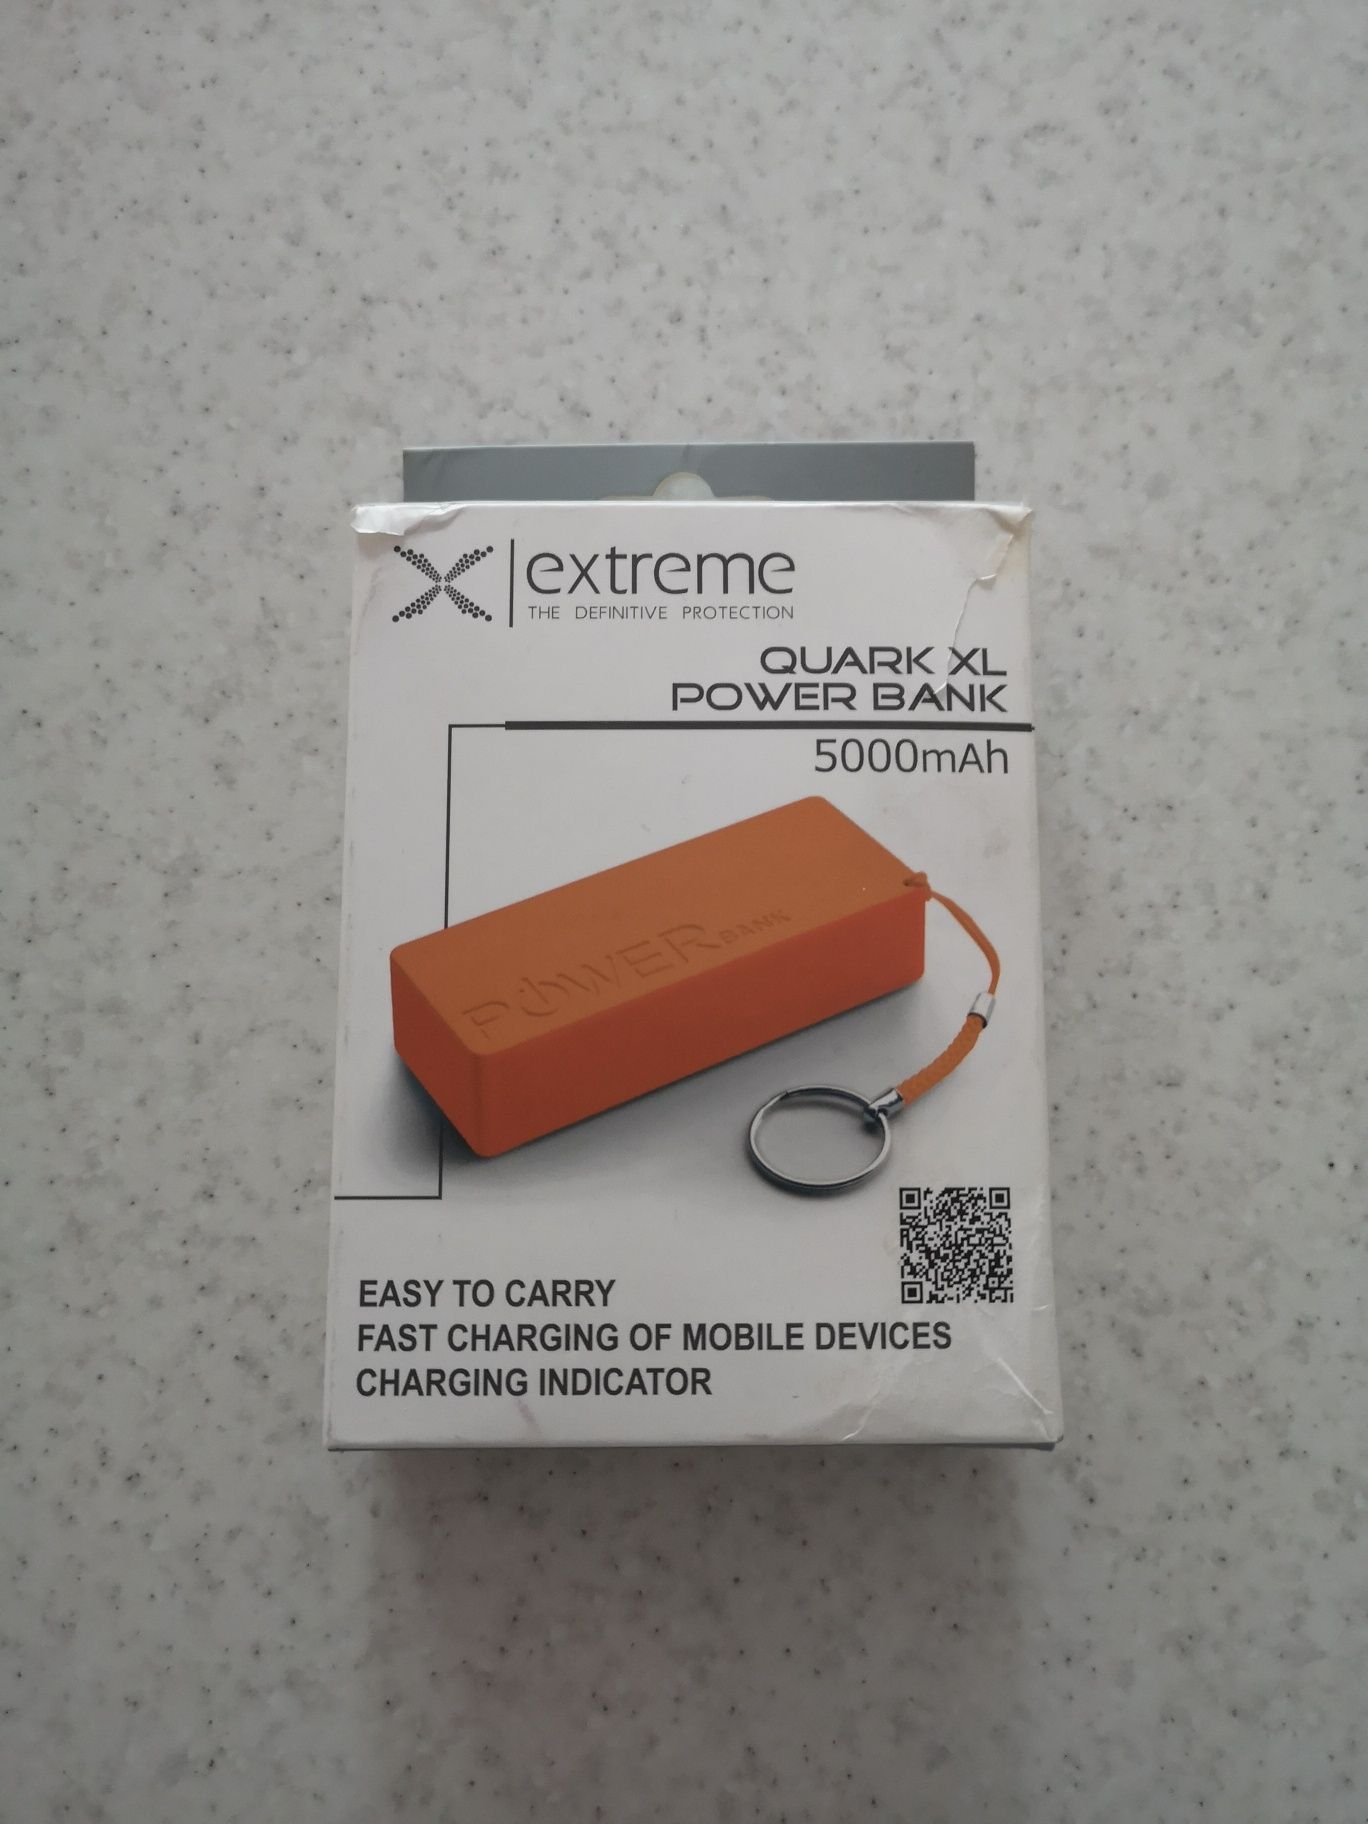 extreme
THE DEFINITIVE PROTECTION
QUARK XL
POWER BANK
5000mAh
POWER BANK
EASY TO CARRY
FAST CHARGING OF MOBILE DEVICES
CHARGING INDICATOR